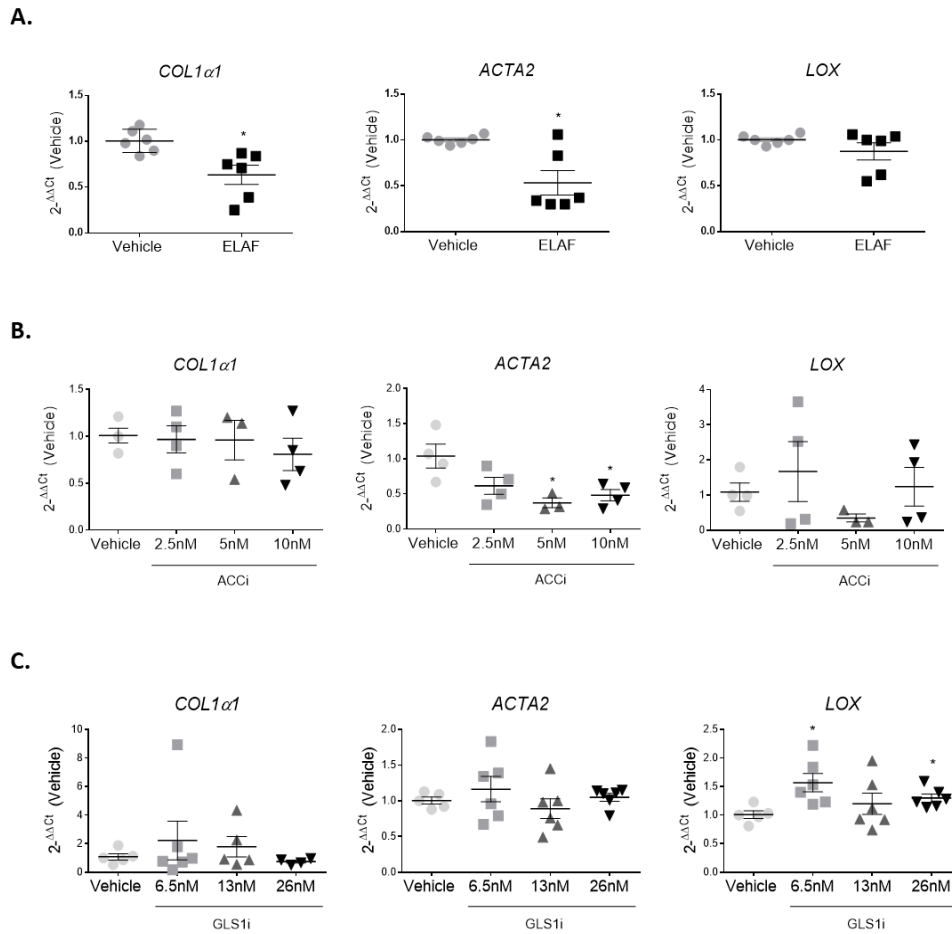 A.
COL1α1 ACTA2 LOX
2-ΔΔCt (Vehicle) 2-ΔΔCt (Vehicle) 2-ΔΔCt (Vehicle)
1.5 1.5 1.5
1.0 1.0 1.0
0.5 0.5 0.5
0.0 0.0 0.0
* *
Vehicle ELAF Vehicle ELAF Vehicle ELAF
B.
COL1α1 ACTA2 LOX
2-ΔΔCt (Vehicle) 2-ΔΔCt (Vehicle) 2-ΔΔCt (Vehicle)
1.5 2.0 4
1.0 1.5 3
0.5 1.0 2
0.0 0.5 1
0.0 0
* *
Vehicle 2.5nM 5nM 10nM Vehicle 2.5nM 5nM 10nM Vehicle 2.5nM 5nM 10nM
ACCi ACCi ACCi
C.
COL1α1 ACTA2 LOX
2-ΔΔCt (Vehicle) 2-ΔΔCt (Vehicle) 2-ΔΔCt (Vehicle)
10 2.0 2.5
8 1.5 2.0
6 1.0 1.5
4 0.5 1.0
2 0.0 0.5
0 0.0
* *
Vehicle 6.5nM 13nM 26nM Vehicle 6.5nM 13nM 26nM Vehicle 6.5nM 13nM 26nM
GLS1i GLS1i GLS1i